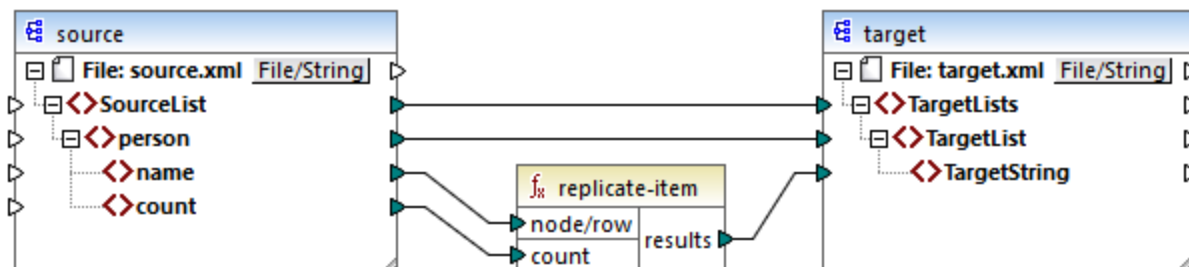 source
File: source.xml File/String
SourceList
person
name
count
replicate-item
node/row
count
results
target
File: target.xml File/String
TargetLists
TargetList
TargetString